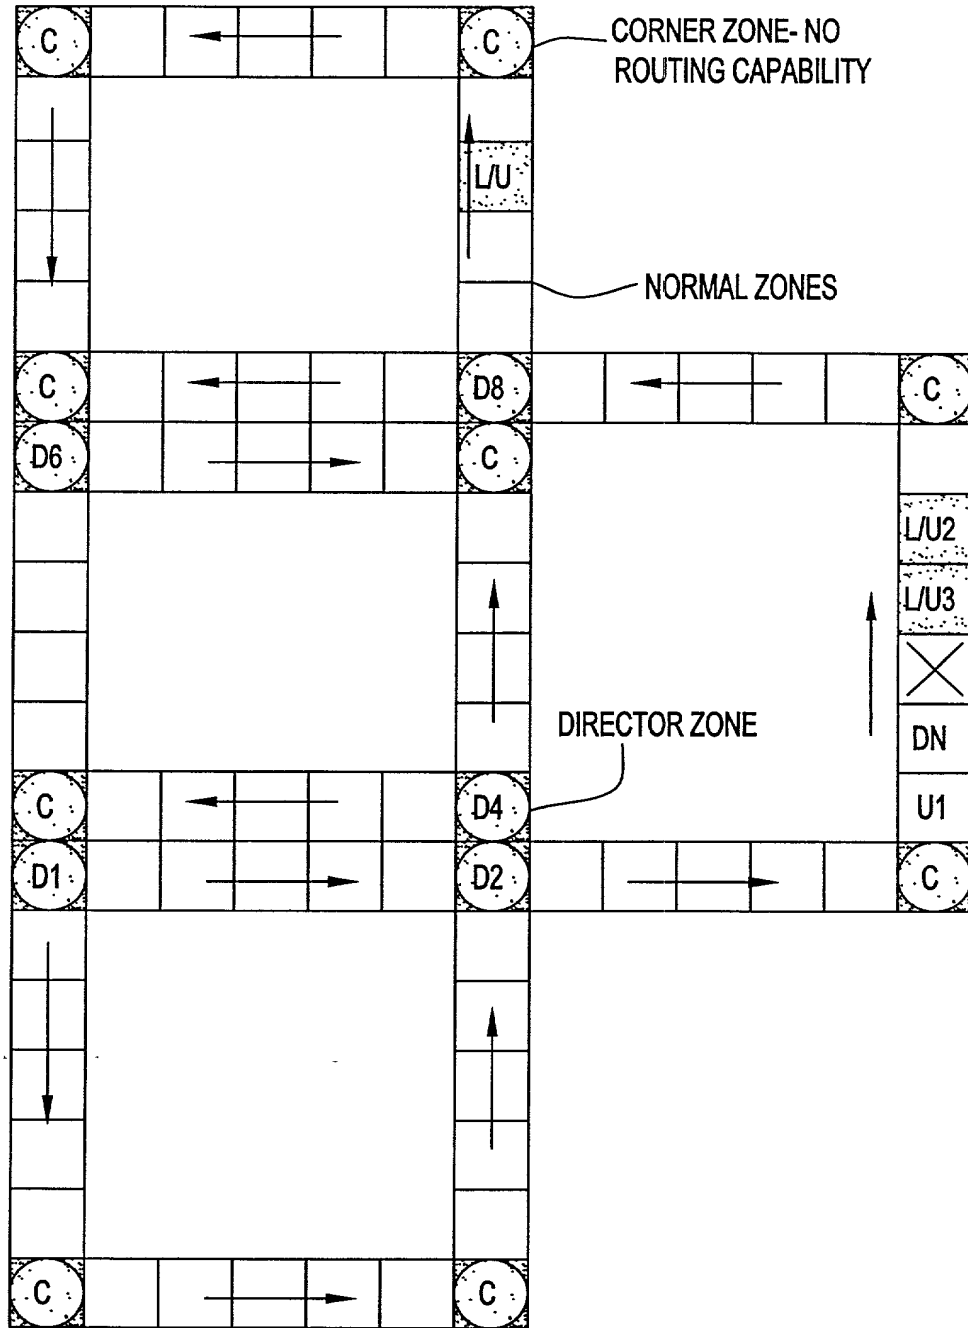 C
C
CORNER ZONE- NO
ROUTING CAPABILITY
L/U
NORMAL ZONES
C
D8
C
D6
C
L/U2
L/U3
DN
DIRECTOR ZONE
C
D4
U1
D1
D2
C
C
C